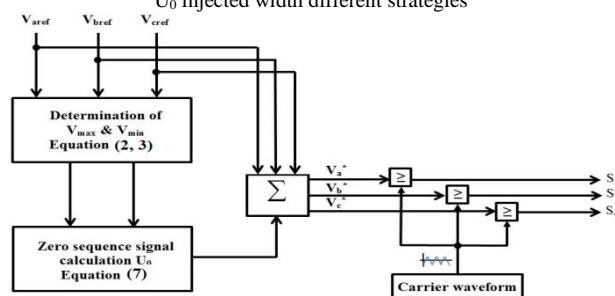 U₀ injected width different strategies
Varef Vbref Vcref
Determination of
Vmax & Vmin
Equation (2, 3)
Σ
Va*
Vb*
Vc*
≥
≥
≥
S
S
S
Zero sequence signal
calculation U₀
Equation (7)
Carrier waveform